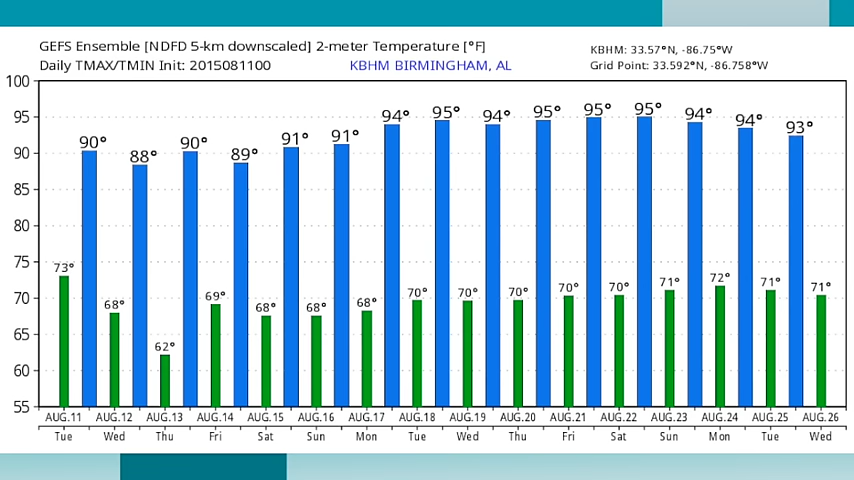 GEFS Ensemble [NDFD 5-km downscaled] 2-meter Temperature [°F]
Daily TMAX/TMIN Init: 2015081100 KBHM BIRMINGHAM, AL
KBHM: 33.57°N, -86.75°W
Grid Point: 33.592°N, -86.758°W
100
95
90
85
80
75
70
65
60
55
90° 88° 90° 89° 91° 91° 94° 95° 94° 95° 95° 95° 94° 94° 93°
73° 68° 62° 69° 68° 68° 68° 70° 70° 70° 70° 70° 71° 72° 71° 71°
AUG.11 AUG.12 AUG.13 AUG.14 AUG.15 AUG.16 AUG.17 AUG.18 AUG.19 AUG.20 AUG.21 AUG.22 AUG.23 AUG.24 AUG.25 AUG.26
Tue Wed Thu Fri Sat Sun Mon Tue Wed Thu Fri Sat Sun Mon Tue Wed